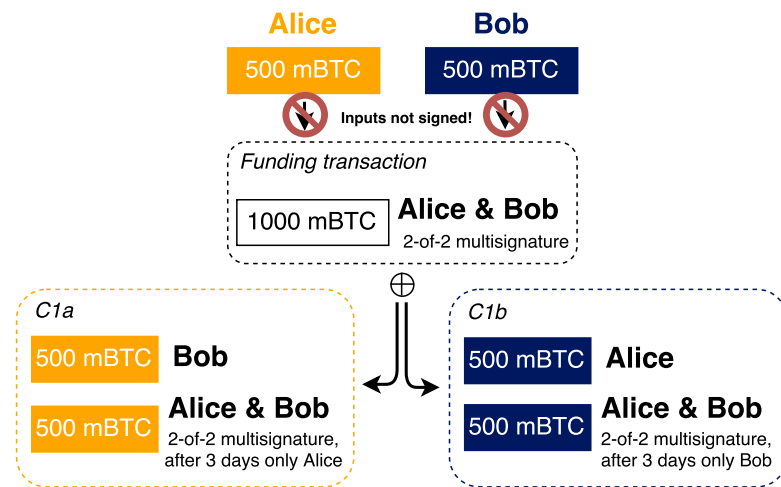 Alice
Bob
500 mBTC
500 mBTC
Inputs not signed!
Funding transaction
1000 mBTC
Alice & Bob
2-of-2 multisignature
C1a
500 mBTC
Bob
500 mBTC
Alice & Bob
2-of-2 multisignature,
after 3 days only Alice
C1b
500 mBTC
Alice
500 mBTC
Alice & Bob
2-of-2 multisignature,
after 3 days only Bob